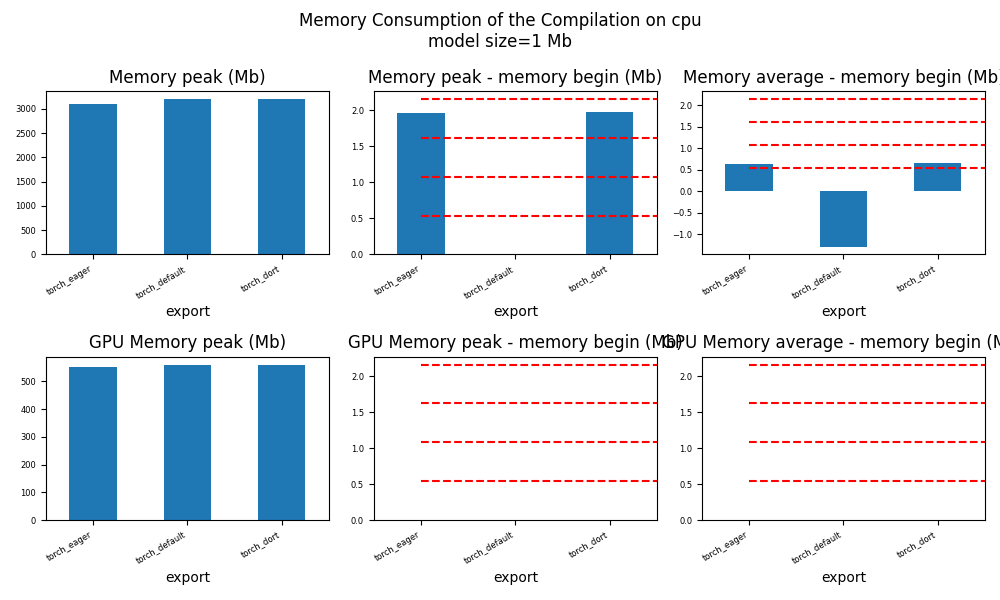 Memory Consumption of the Compilation on cpu
model size=1 Mb
Memory peak (Mb)
3000
2500
2000
1500
1000
500
0
torch_eager
torch_default
torch_dort
export
Memory peak - memory begin (Mb)
2.0
1.5
1.0
0.5
0.0
torch_eager
torch_default
torch_dort
export
Memory average - memory begin (Mb)
2.0
1.5
1.0
0.5
0.0
−0.5
−1.0
torch_eager
torch_default
torch_dort
export
GPU Memory peak (Mb)
500
400
300
200
100
0
torch_eager
torch_default
torch_dort
export
GPU Memory peak - memory begin (Mb)
2.0
1.5
1.0
0.5
0.0
torch_eager
torch_default
torch_dort
export
GPU Memory average - memory begin (M
2.0
1.5
1.0
0.5
0.0
torch_eager
torch_default
torch_dort
export